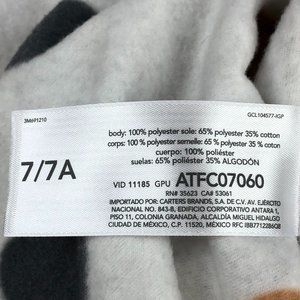 3M691210
GCL104577-IGP
body: 100% polyester sole: 65% polyester 35% cotton
corps: 100% polyester semelle: 65% polyester 35% cotton
cuerpo: 100% poliéster
suelas: 65% poliéster 35% ALGODÓN
7/7A
VID 11185 GPU ATFC07060
RN# 35623 CA# 53061
IMPORTADO POR: CARTERS BRANDS, S.A. DE C.V. AV. EJÉRCITO
NACIONAL NO. 843-B, EDIFICIO CORPORATIVO ANTARA 1,
PISO 11, COLONIA GRANADA, ALCALDÍA MIGUEL HIDALGO
CIUDAD DE MÉXICO, C.P. 11520, MÉXICO RFC IBB7712286Q8